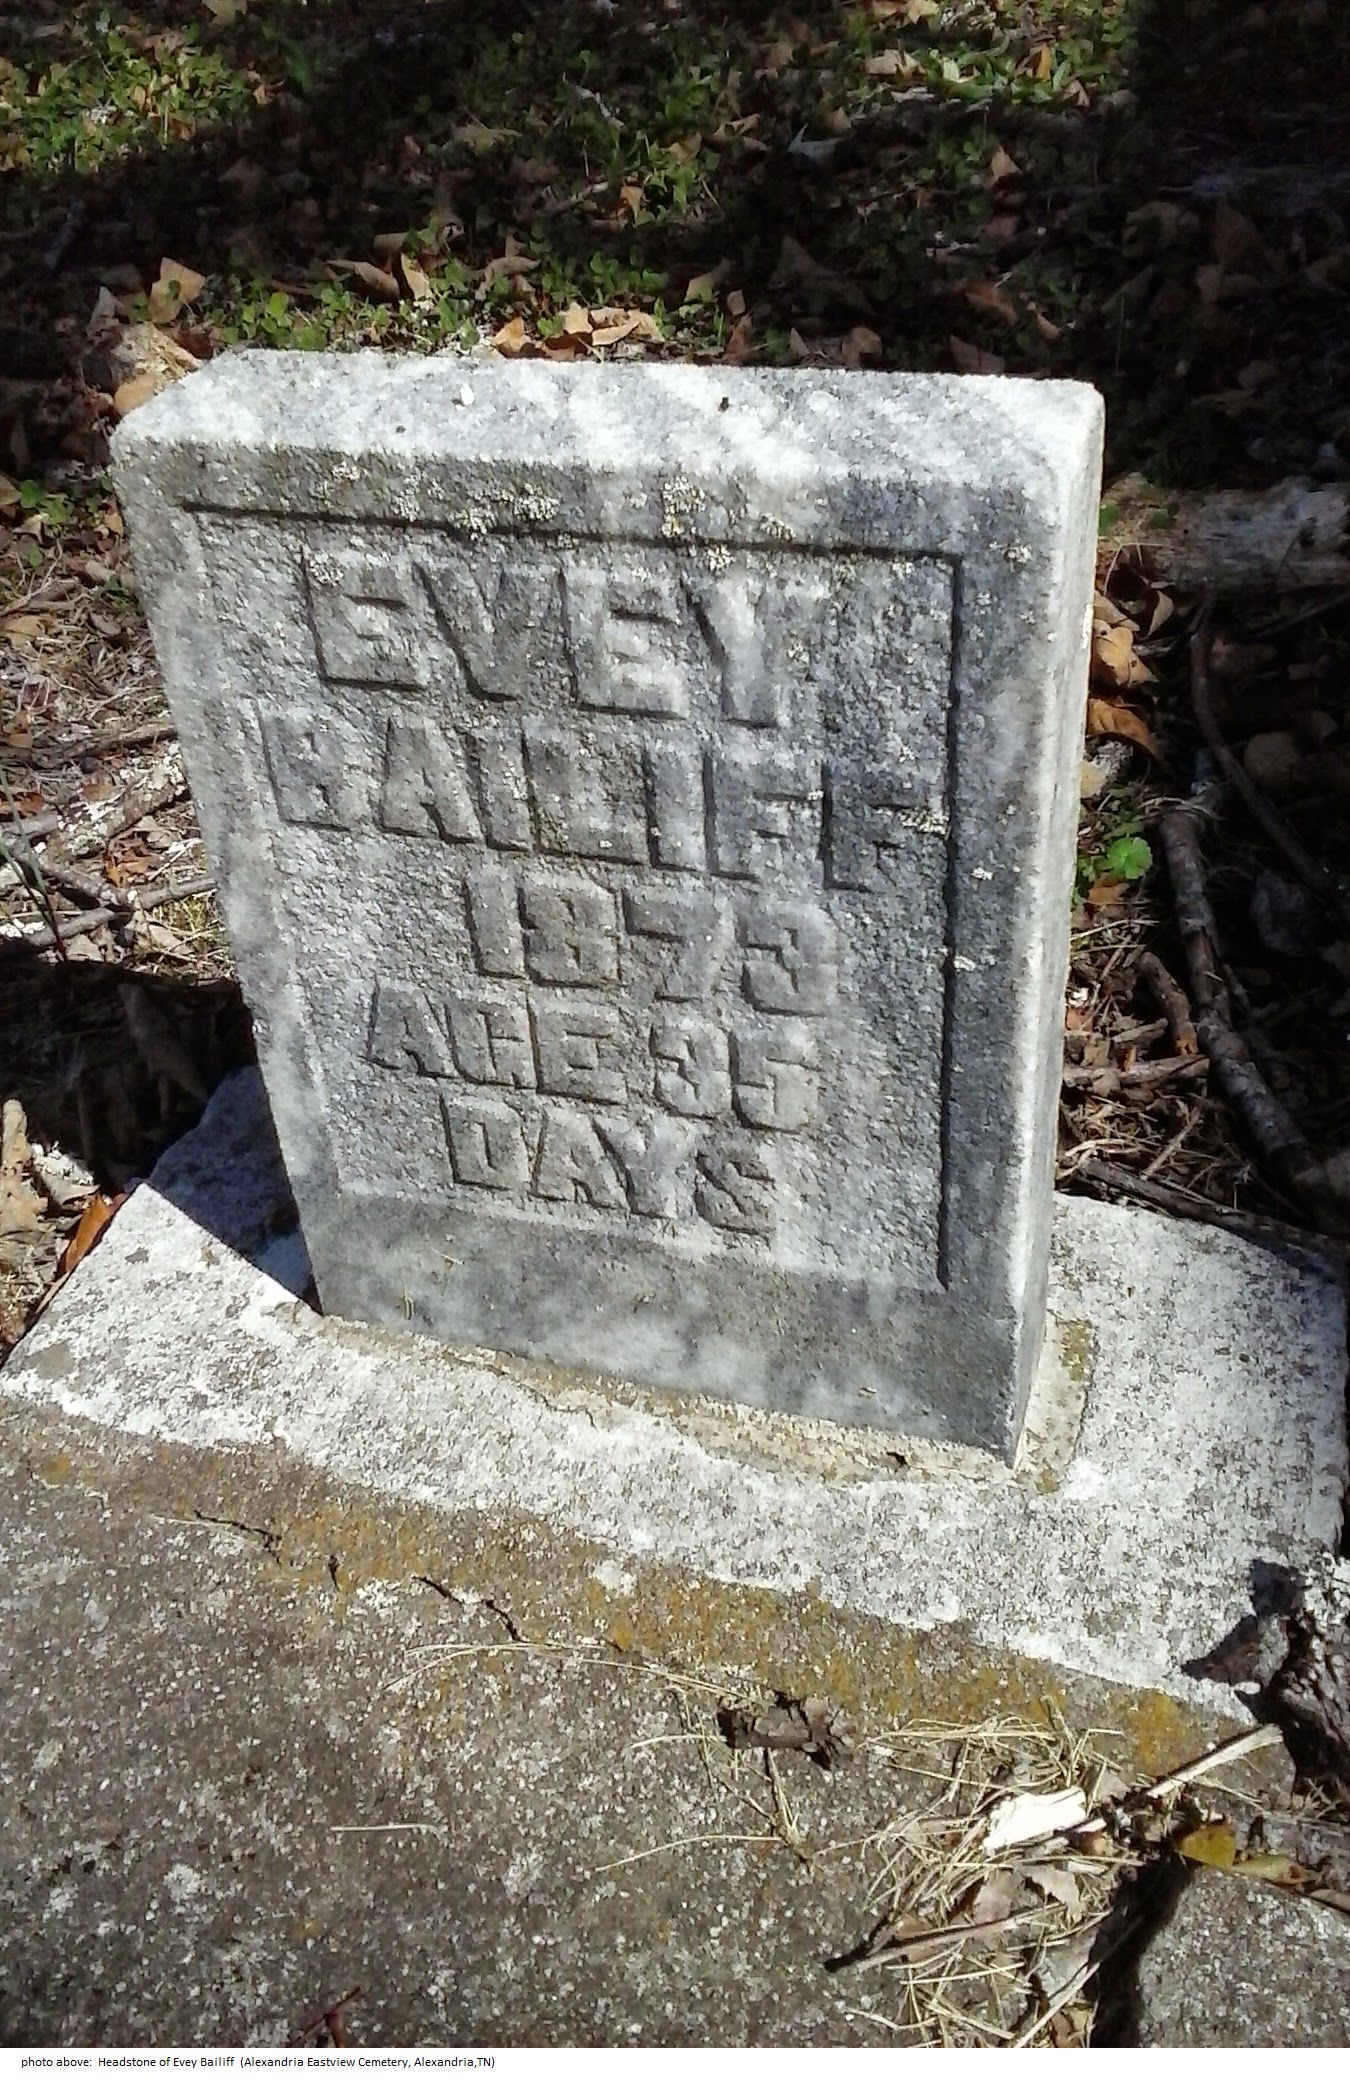 EVEY
BAILIFF
1873
AGE 35
DAYS
photo above: Headstone of Evey Bailiff (Alexandria Eastview Cemetery, Alexandria,TN)